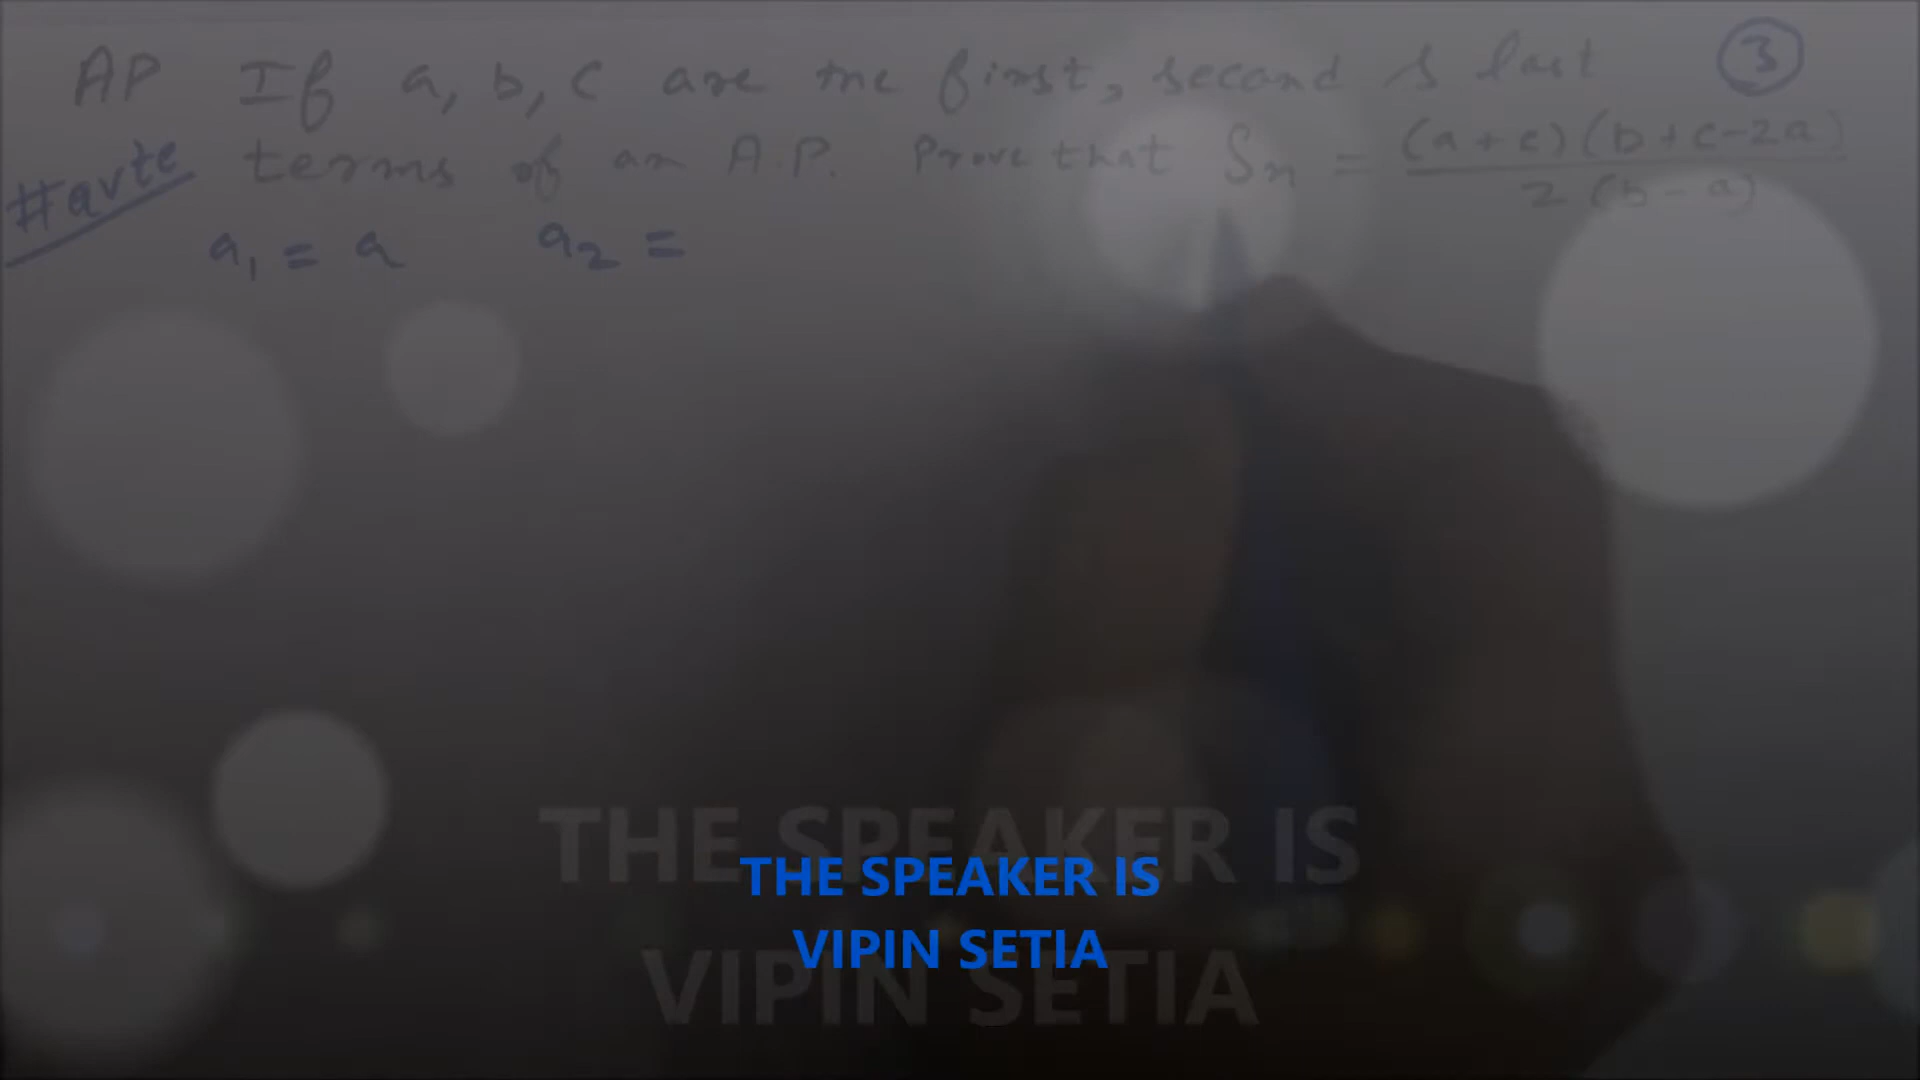 AP If a, b, c are the first, second & last ③
terms of an A.P. Prove that Sn = (a+c)(b+c-2a) / 2(b-a)
#avte
a₁ = a a₂ =
THE SPEAKER IS
THE SPEAKER IS
VIPIN SETIA
VIPIN SETIA